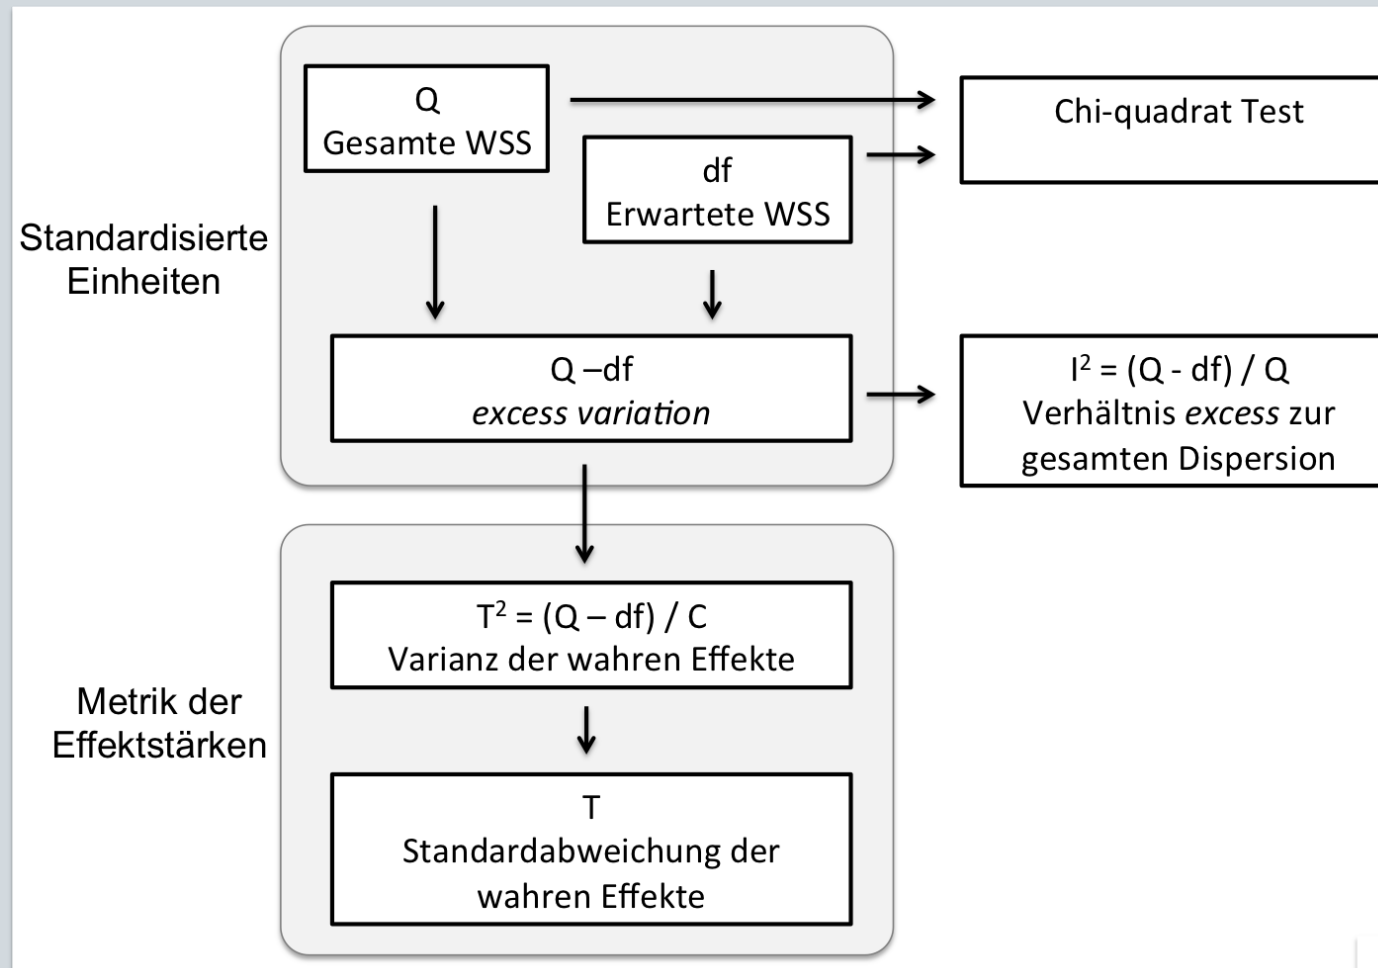 Q
Gesamte WSS
df
Erwartete WSS
Chi-quadrat Test
Standardisierte
Einheiten
Q –df
excess variation
I² = (Q - df) / Q
Verhältnis excess zur
gesamten Dispersion
T² = (Q – df) / C
Varianz der wahren Effekte
Metrik der
Effektstärken
T
Standardabweichung der
wahren Effekte